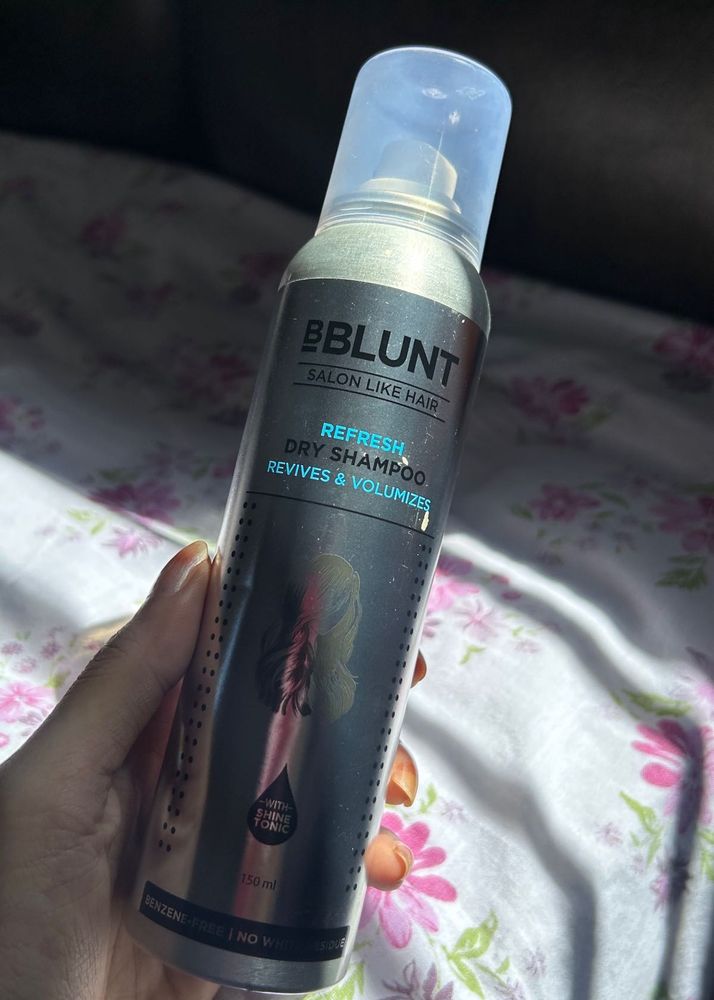 BBLUNT
SALON LIKE HAIR
REFRESH
DRY SHAMPOO
REVIVES & VOLUMIZES
WITH
SHINE
TONIC
150 ml
BENZENE-FREE | NO WHITE RESIDUE